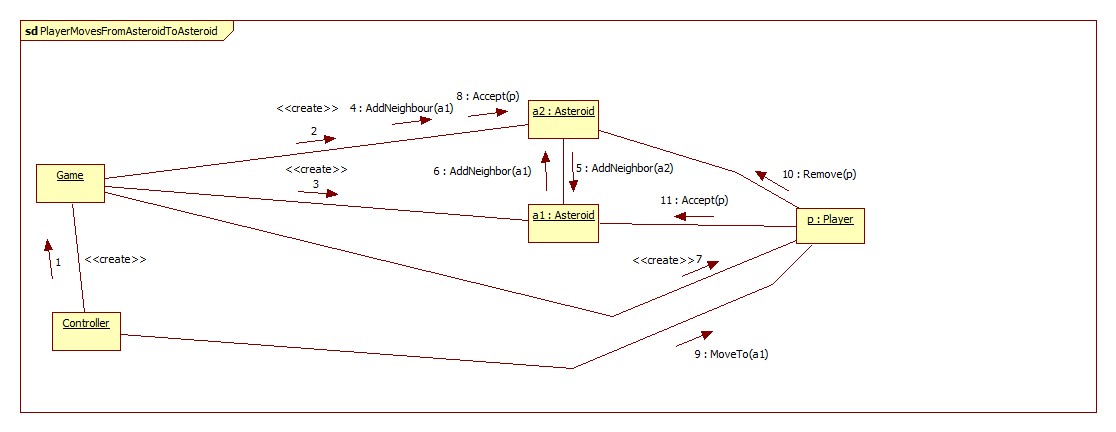 sd PlayerMovesFromAsteroidToAsteroid
8 : Accept(p)
<<create>>
4 : AddNeighbour(a1)
a2 : Asteroid
2
<<create>>
3
6 : AddNeighbor(a1)
5 : AddNeighbor(a2)
10 : Remove(p)
Game
11 : Accept(p)
a1 : Asteroid
p : Player
1
<<create>>
<<create>>
7
Controller
9 : MoveTo(a1)